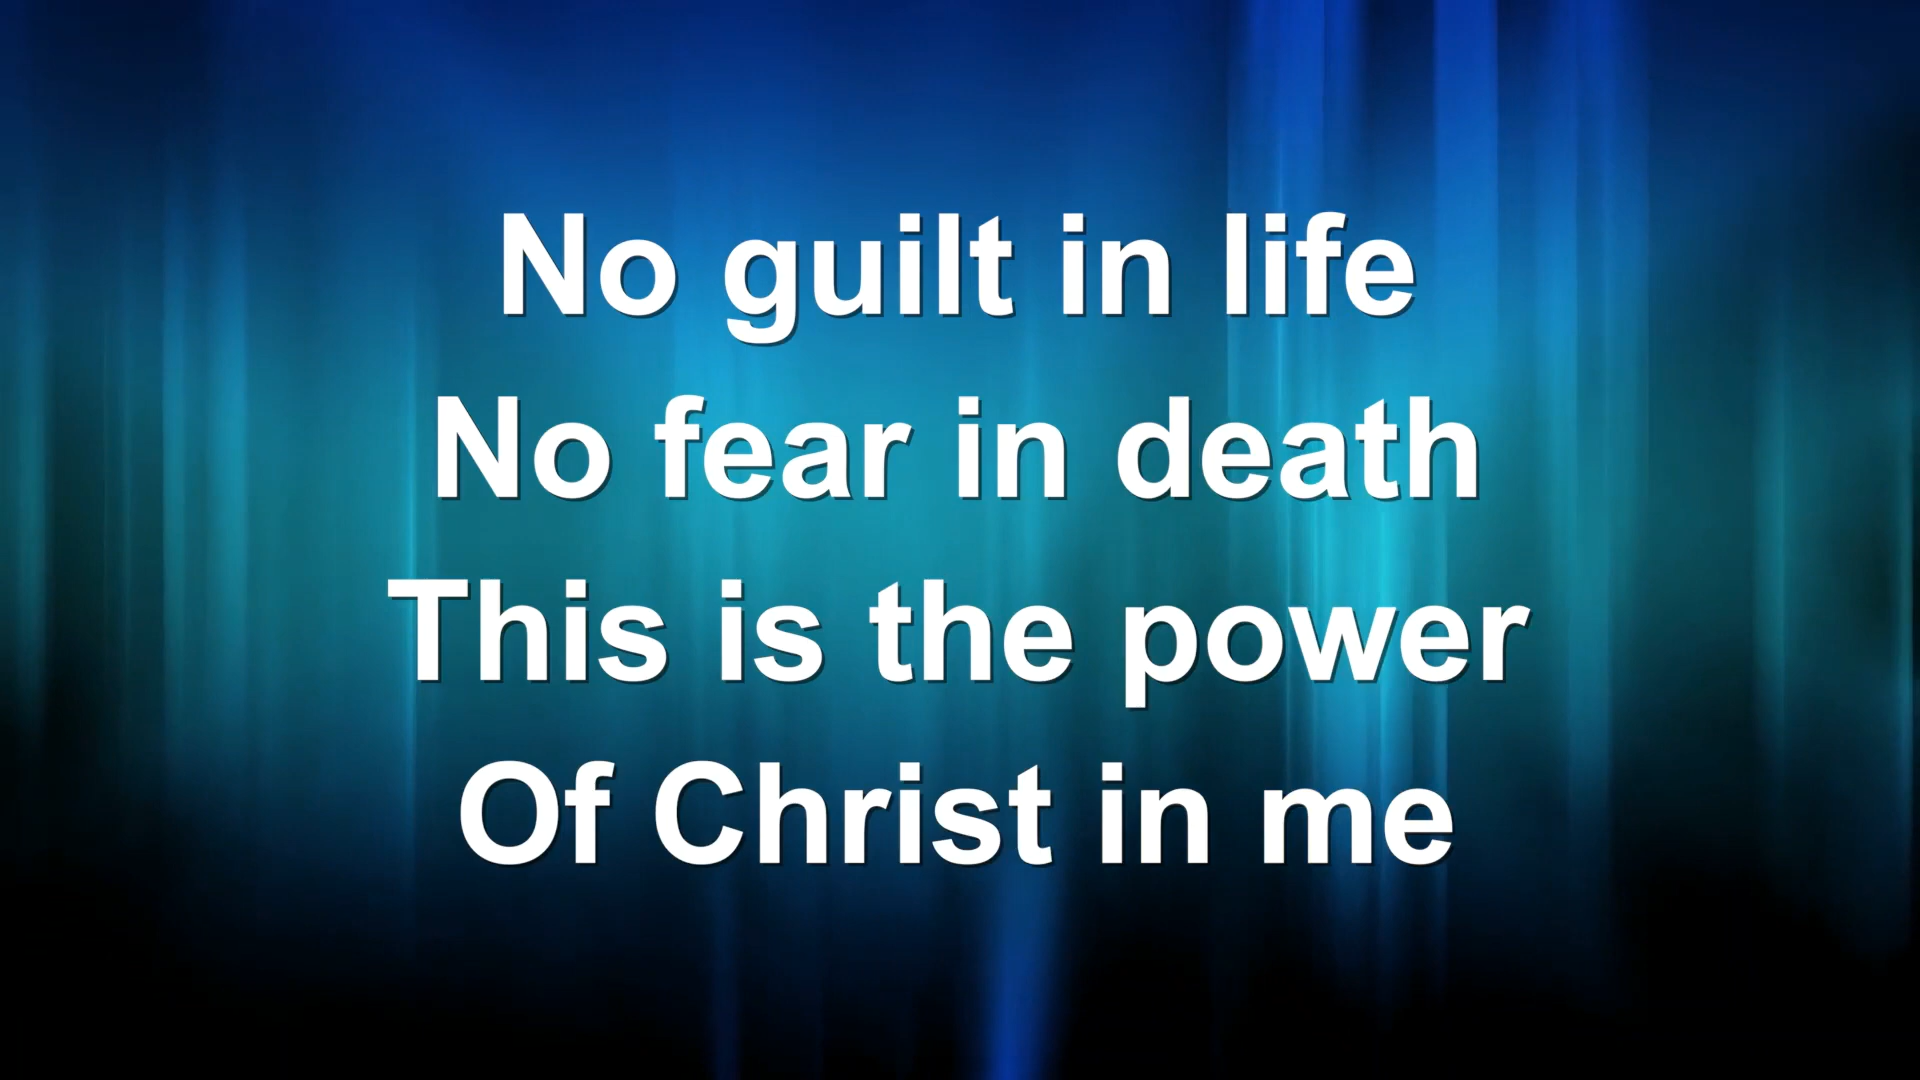 No guilt in life
No fear in death
This is the power
Of Christ in me